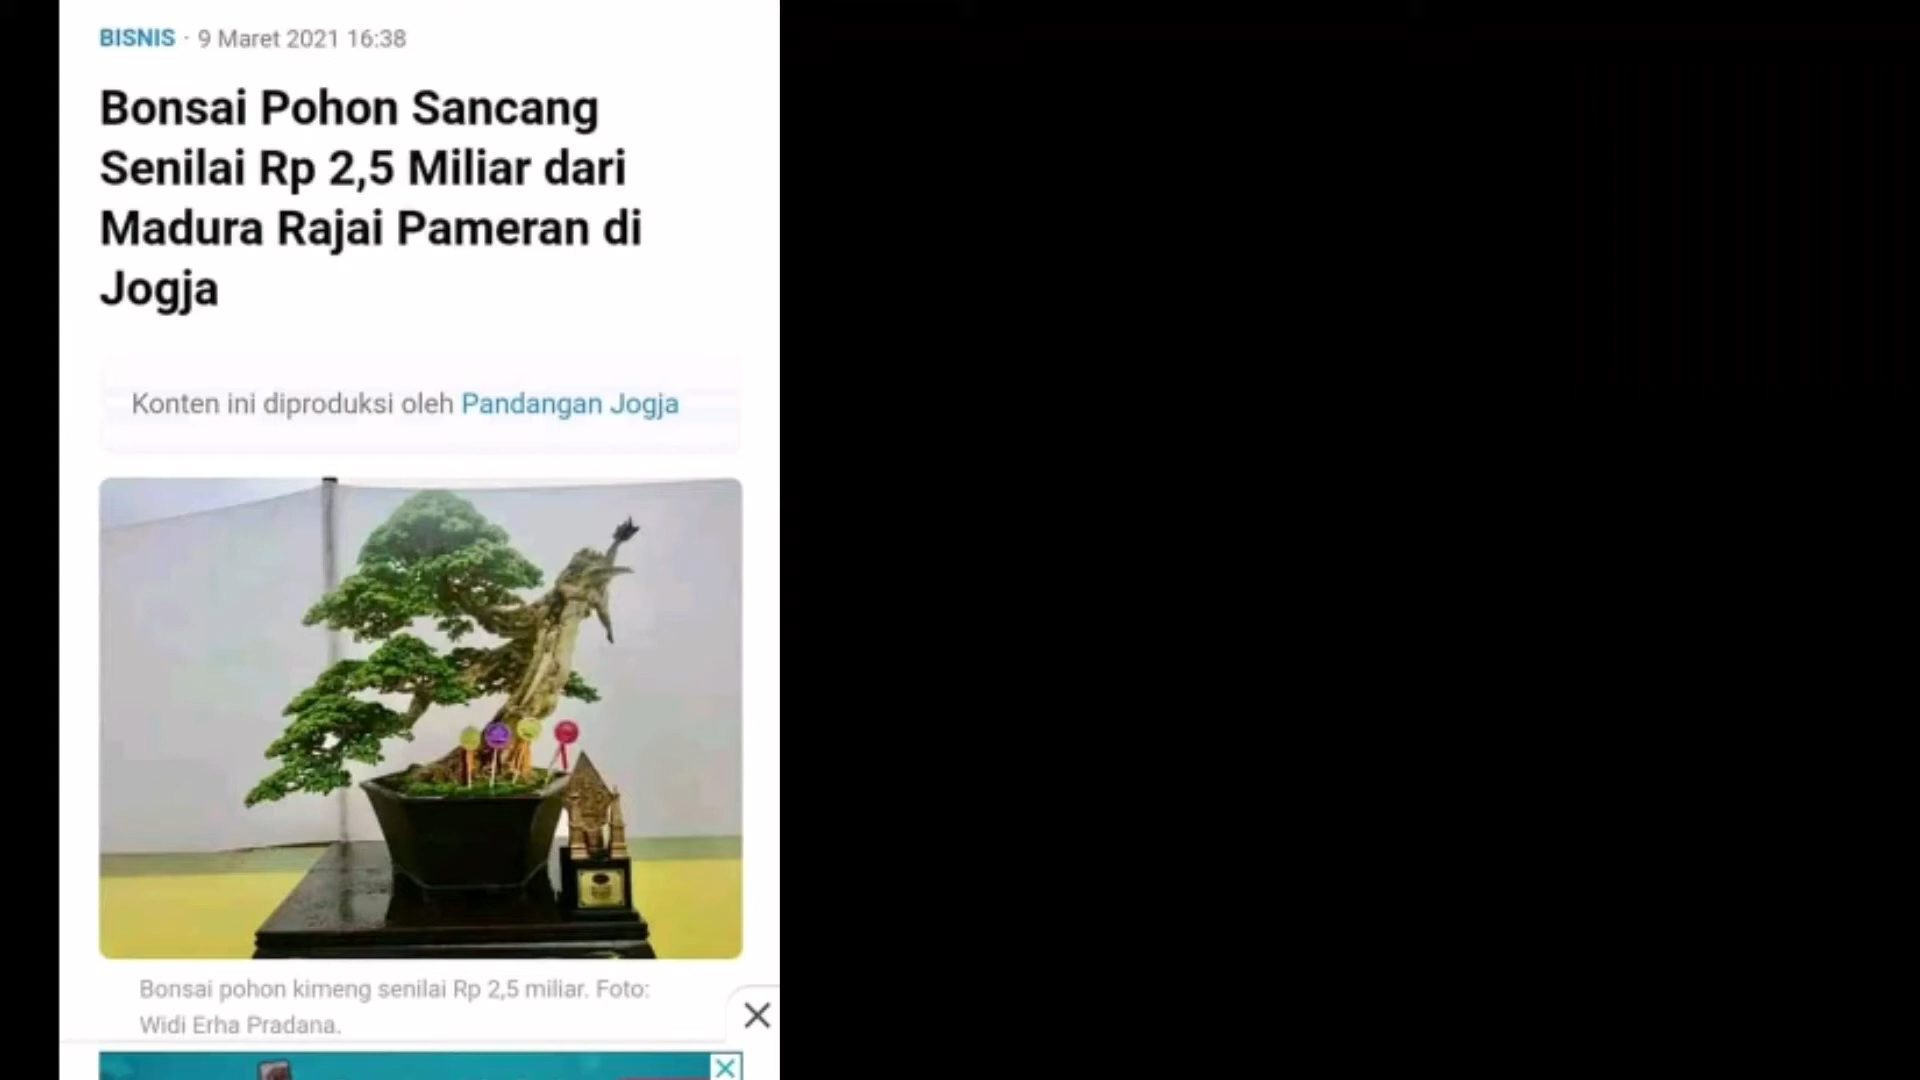 BISNIS · 9 Maret 2021 16:38
Bonsai Pohon Sancang
Senilai Rp 2,5 Miliar dari
Madura Rajai Pameran di
Jogja
Konten ini diproduksi oleh Pandangan Jogja
Bonsai pohon kimeng senilai Rp 2,5 miliar. Foto:
Widi Erha Pradana.